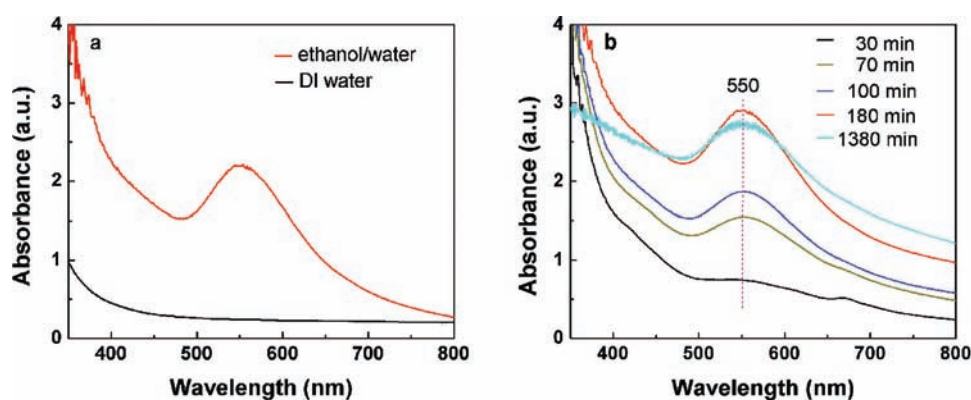 a
ethanol/water
DI water
4
3
2
1
0
400 500 600 700 800
Wavelength (nm)
Absorbance (a.u.)
b
550
30 min
70 min
100 min
180 min
1380 min
4
3
2
1
0
400 500 600 700 800
Wavelength (nm)
Absorbance (a.u.)